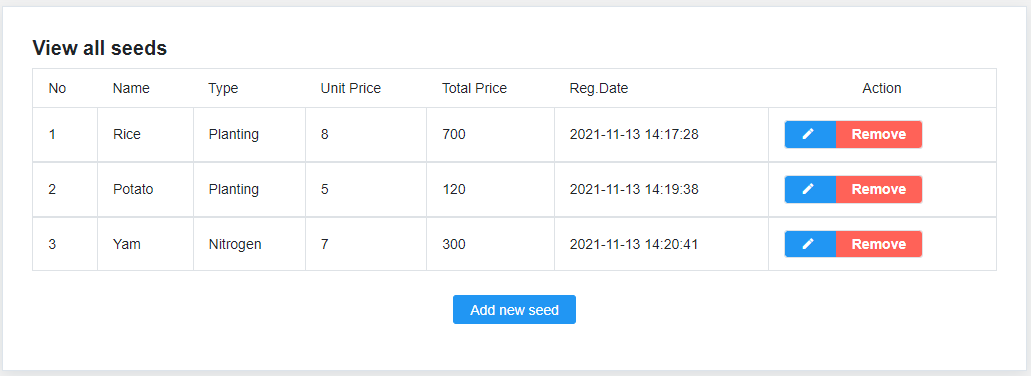 View all seeds
No Name Type Unit Price Total Price Reg.Date Action
1 Rice Planting 8 700 2021-11-13 14:17:28 Remove
2 Potato Planting 5 120 2021-11-13 14:19:38 Remove
3 Yam Nitrogen 7 300 2021-11-13 14:20:41 Remove
Add new seed